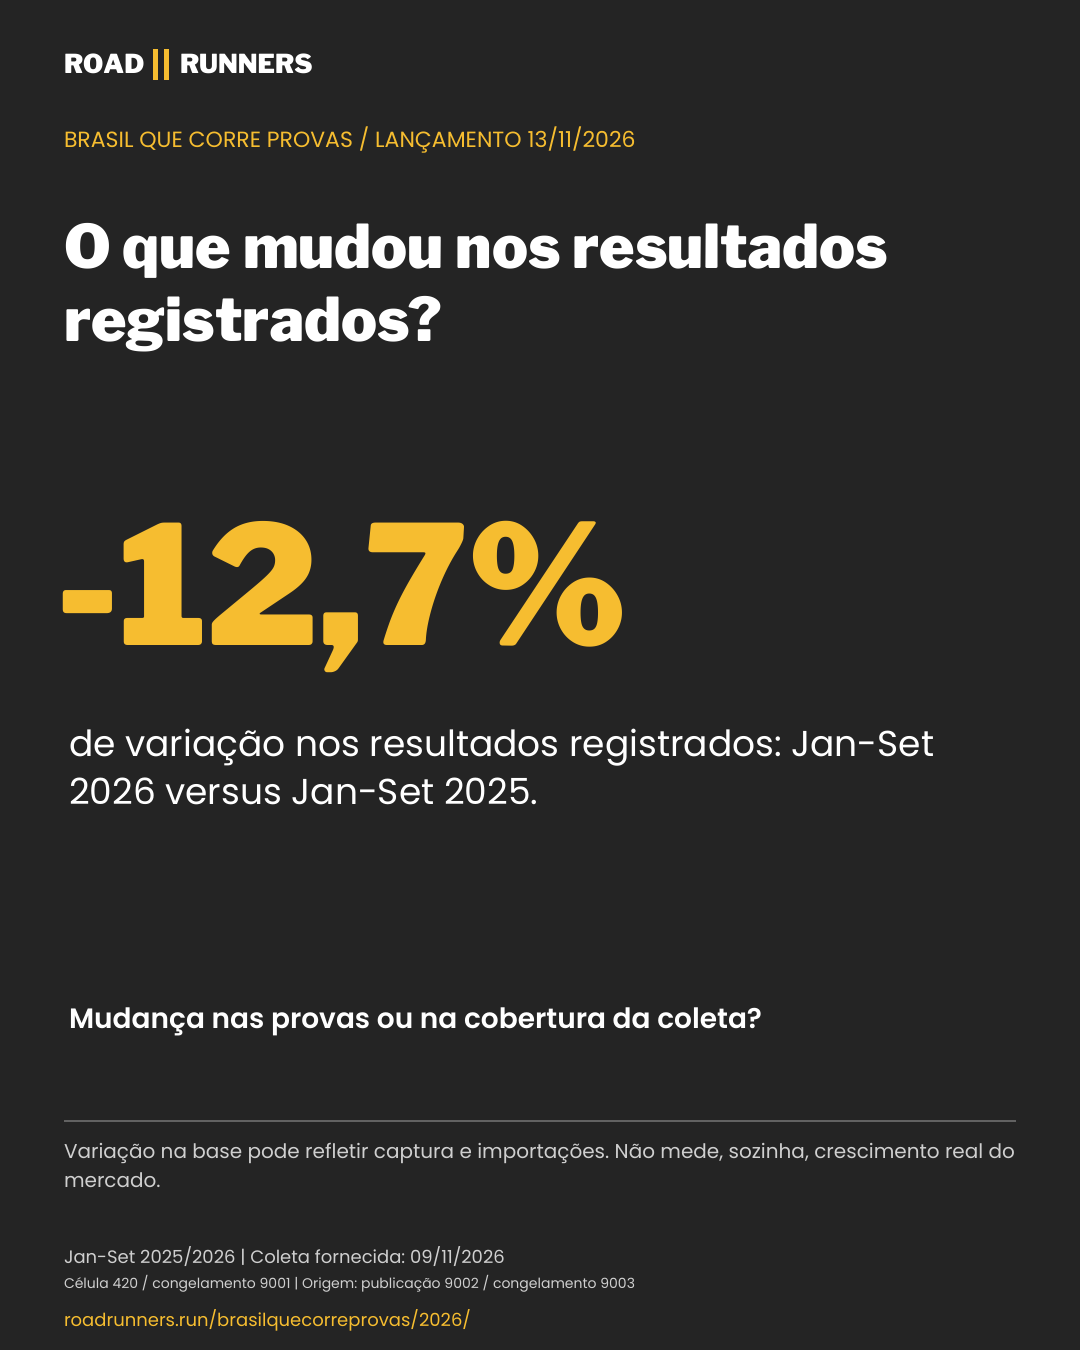 ROAD || RUNNERS
BRASIL QUE CORRE PROVAS / LANÇAMENTO 13/11/2026
O que mudou nos resultados
registrados?
-12,7%
de variação nos resultados registrados: Jan-Set
2026 versus Jan-Set 2025.
Mudança nas provas ou na cobertura da coleta?
Variação na base pode refletir captura e importações. Não mede, sozinha, crescimento real do
mercado.
Jan-Set 2025/2026 | Coleta fornecida: 09/11/2026
Célula 420 / congelamento 9001 | Origem: publicação 9002 / congelamento 9003
roadrunners.run/brasilquecorreprovas/2026/